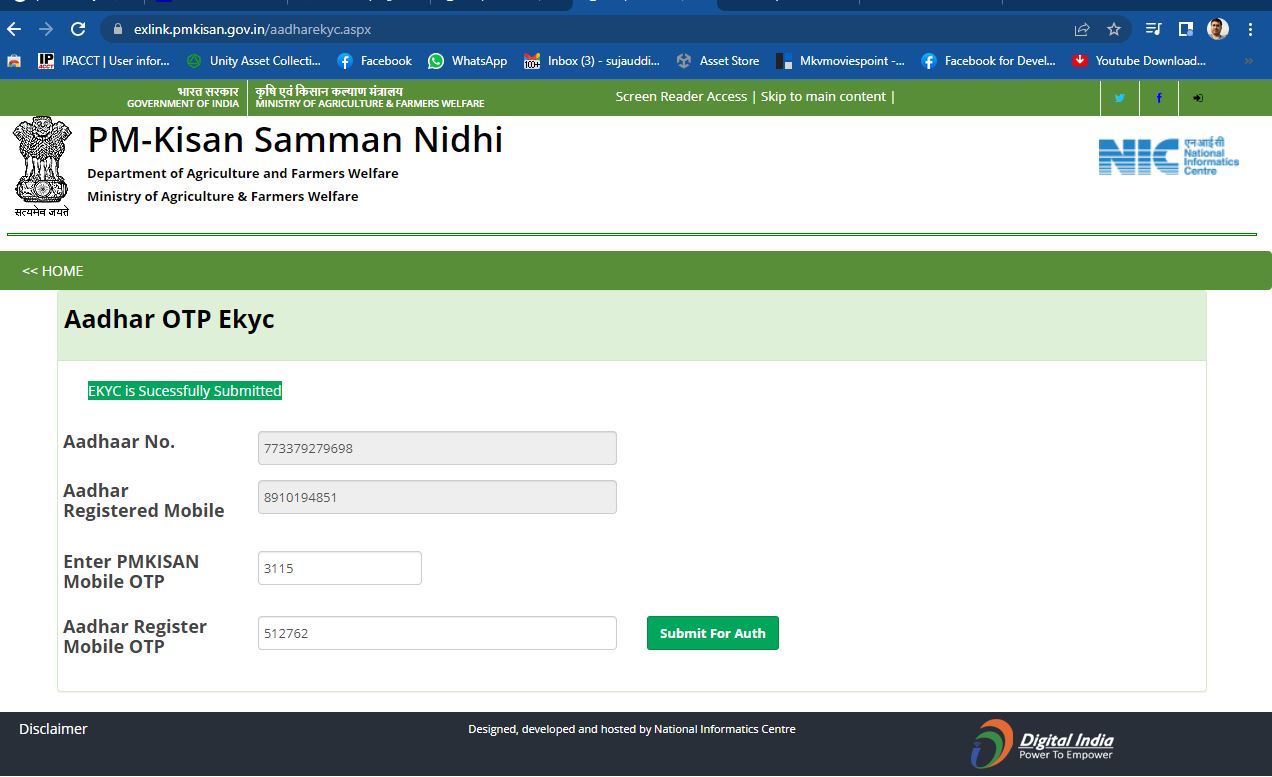 exlink.pmkisan.gov.in/aadharekyc.aspx
IPACCT | User infor... Unity Asset Collecti... Facebook WhatsApp Inbox (3) - sujauddi... Asset Store Mkvmoviespoint -... Facebook for Devel... Youtube Download... »
भारत सरकार
GOVERNMENT OF INDIA
कृषि एवं किसान कल्याण मंत्रालय
MINISTRY OF AGRICULTURE & FARMERS WELFARE
Screen Reader Access | Skip to main content |
PM-Kisan Samman Nidhi
Department of Agriculture and Farmers Welfare
Ministry of Agriculture & Farmers Welfare
सत्यमेव जयते
NIC
एन आई सी
National
Informatics
Centre
<< HOME
Aadhar OTP Ekyc
EKYC is Sucessfully Submitted
Aadhaar No. 773379279698
Aadhar
Registered Mobile
8910194851
Enter PMKISAN
Mobile OTP
3115
Aadhar Register
Mobile OTP
512762
Submit For Auth
Disclaimer
Designed, developed and hosted by National Informatics Centre
Digital India
Power To Empower